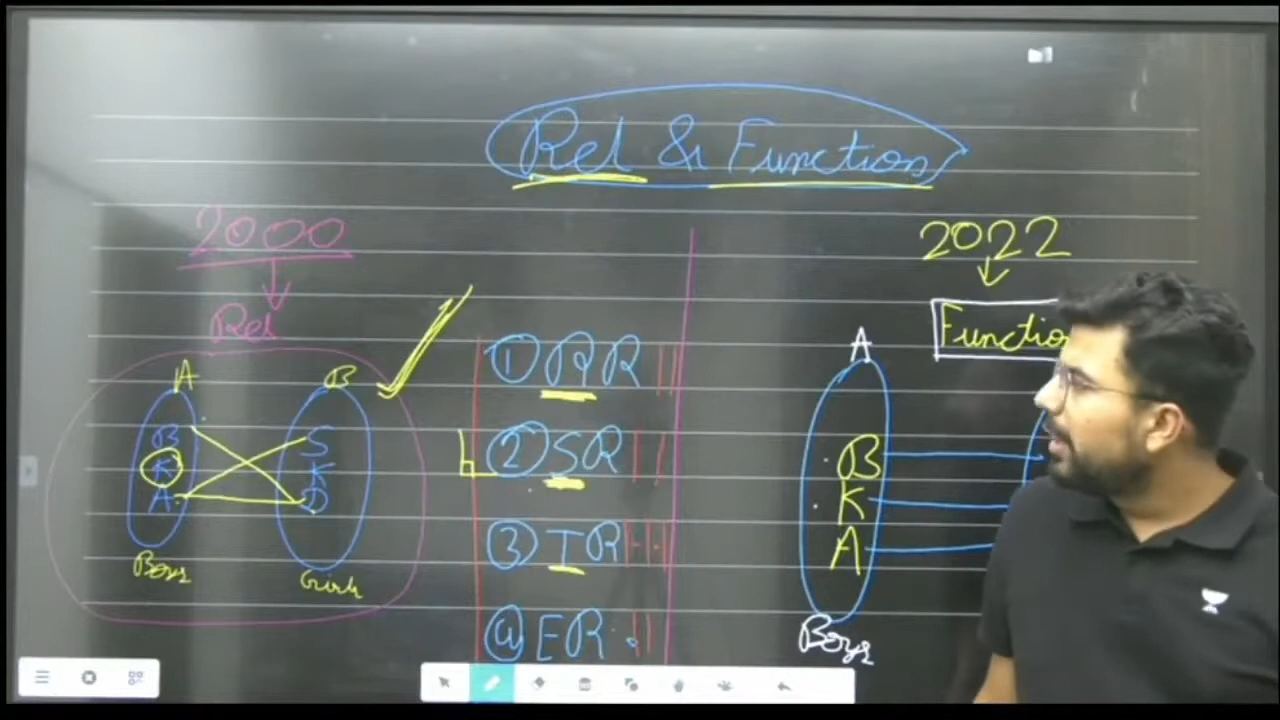 Rel & Function
2000
Rel
A B
B S
K K
A D
Boys Girls
① RR
② SR
③ IR
④ ER
2022
Function
A
B
K
A
Boys